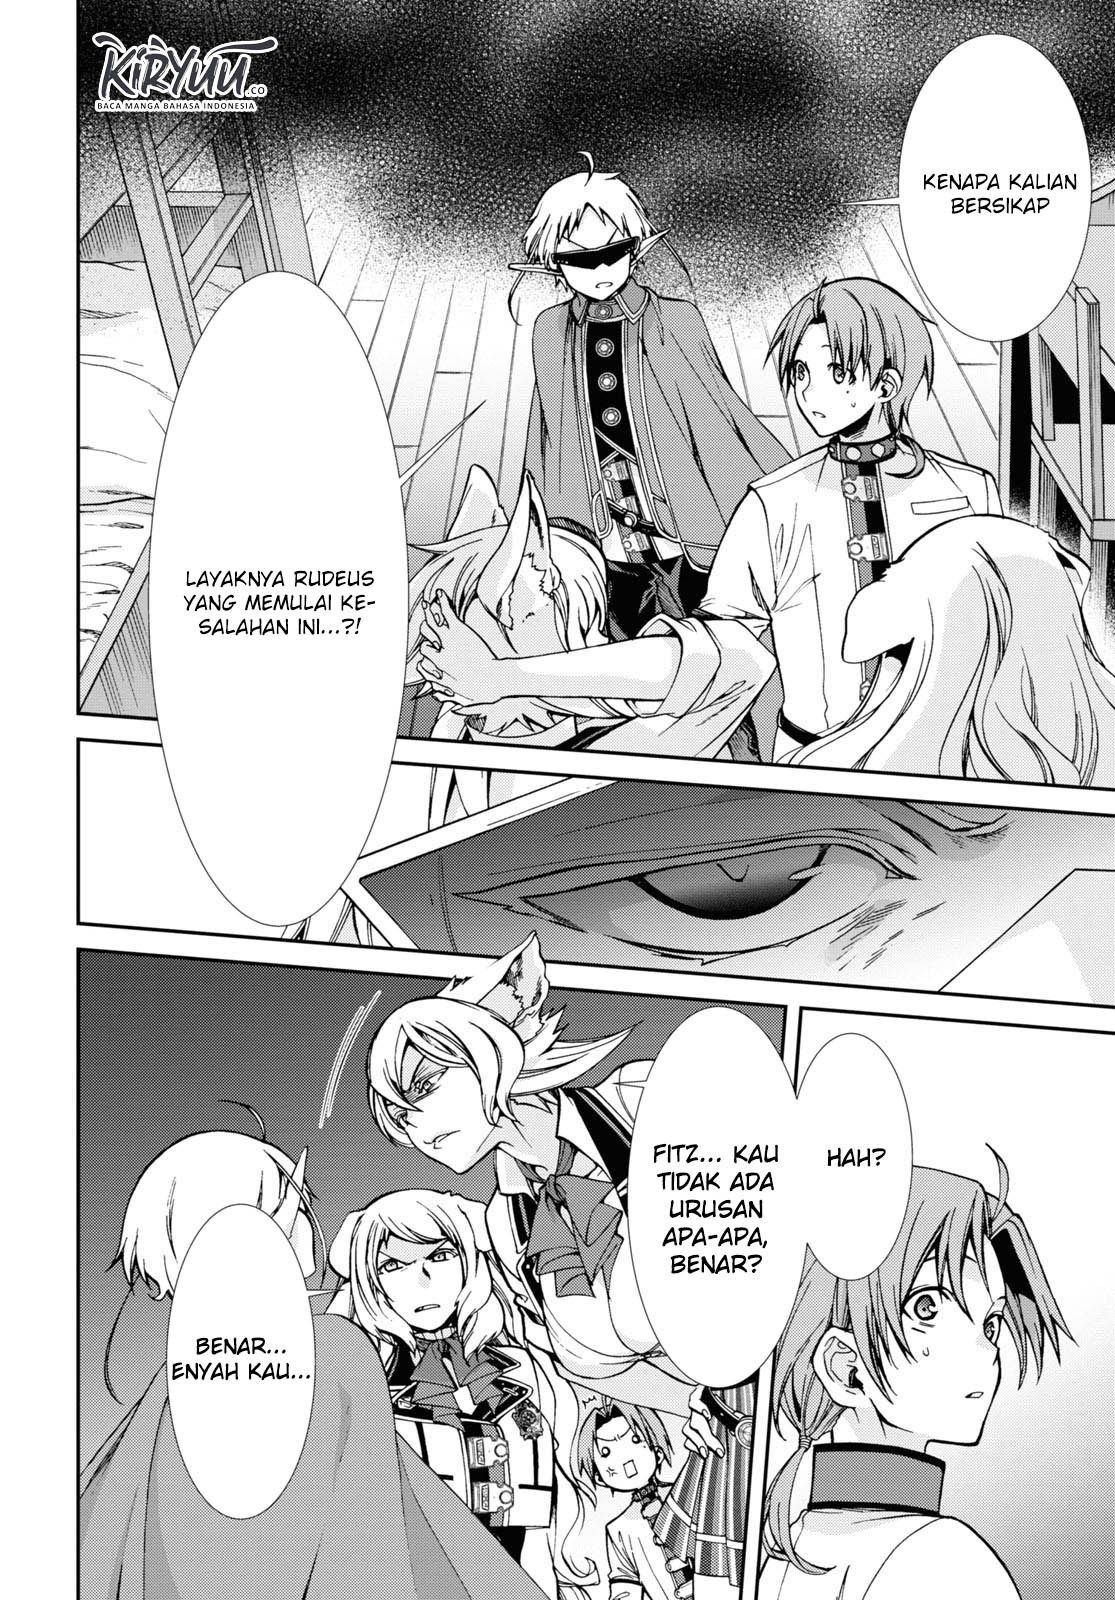 KIRYUU.CO
BACA MANGA BAHASA INDONESIA
KENAPA KALIAN
BERSIKAP
LAYAKNYA RUDEUS
YANG MEMULAI KE-
SALAHAN INI...?!
HAH?
FITZ... KAU
TIDAK ADA
URUSAN
APA-APA,
BENAR?
BENAR...
ENYAH KAU...